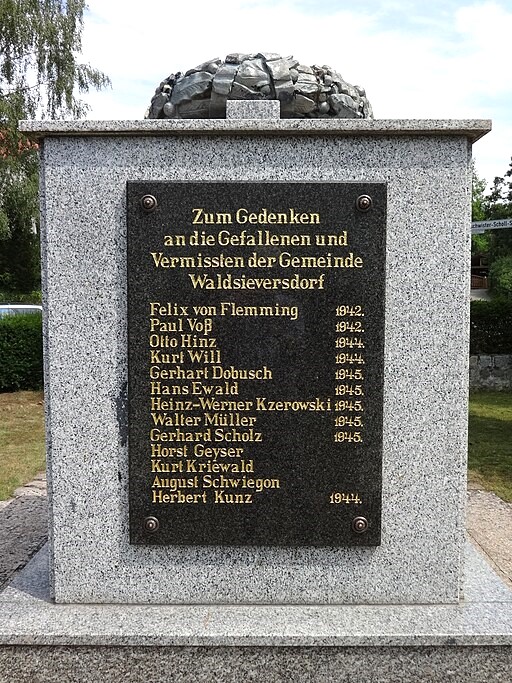 Zum Gedenken
an die Gefallenen und
Vermissten der Gemeinde
Waldsieversdorf
Felix von Flemming 1942.
Paul Voß 1942.
Otto Hinz 1944.
Kurt Will 1944.
Gerhart Dobusch 1945.
Hans Ewald 1945.
Heinz-Werner Kzerowski 1945.
Walter Müller 1945.
Gerhard Scholz 1945.
Horst Geyser
Kurt Kriewald
August Schwiegon
Herbert Kunz 1944.